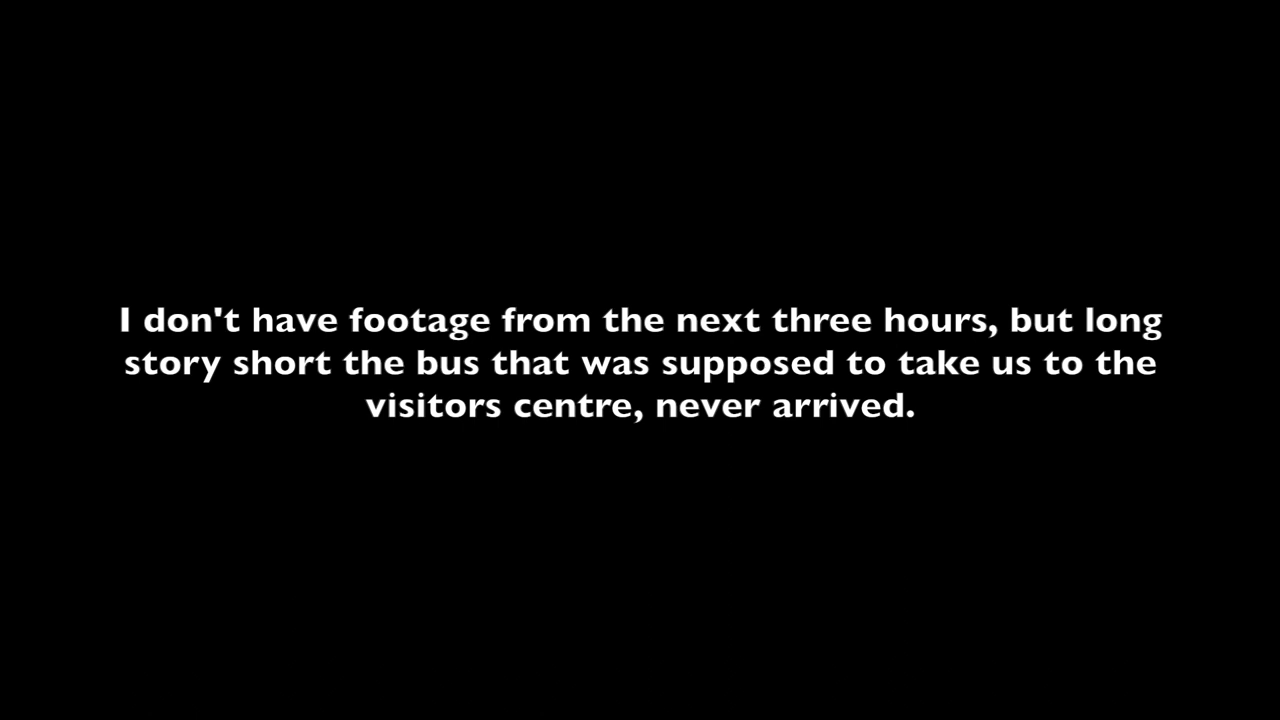 I don't have footage from the next three hours, but long
story short the bus that was supposed to take us to the
visitors centre, never arrived.